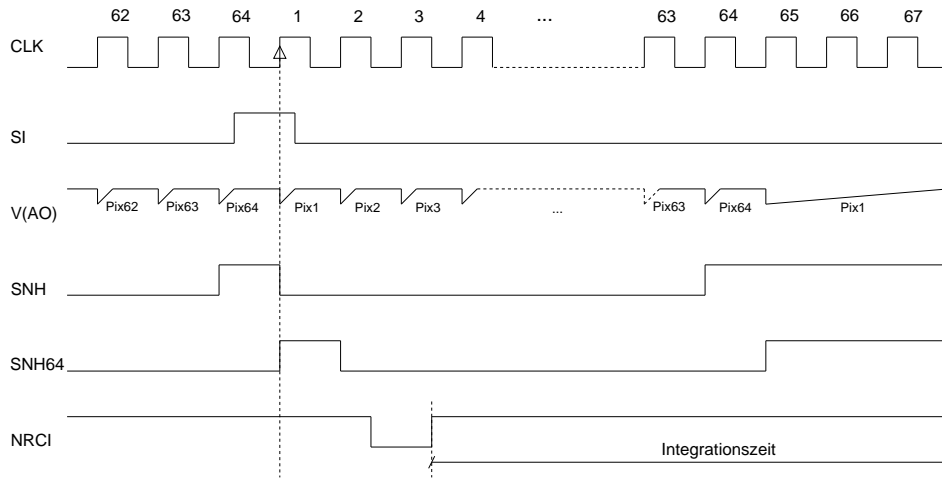 62 63 64 1 2 3 4 ... 63 64 65 66 67
CLK
SI
V(AO) Pix62 Pix63 Pix64 Pix1 Pix2 Pix3 ... Pix63 Pix64 Pix1
SNH
SNH64
NRCI
Integrationszeit